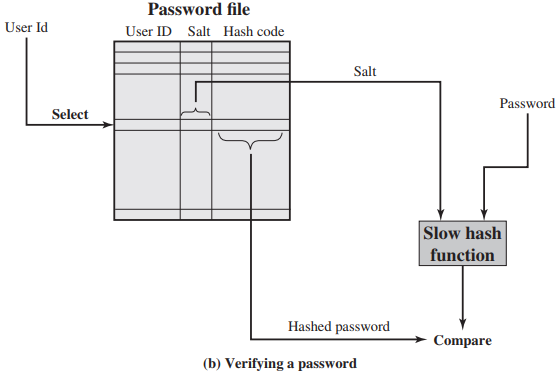 Password file
User Id
User ID Salt Hash code
Salt
Password
Select
Slow hash
function
Hashed password
Compare
(b) Verifying a password